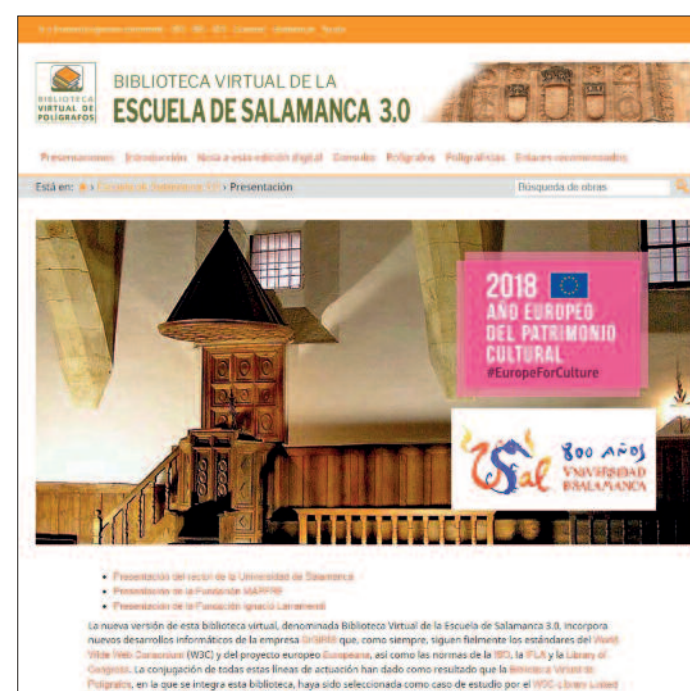 BIBLIOTECA
VIRTUAL DE
POLÍGRAFOS
BIBLIOTECA VIRTUAL DE LA
ESCUELA DE SALAMANCA 3.0
Presentaciones Introducción Nota a esta edición digital Consulta Polígrafos Poligrafistas Enlaces recomendados
Está en: › › Presentación
Búsqueda de obras
2018
AÑO EUROPEO
DEL PATRIMONIO
CULTURAL
#EuropeForCulture
800 AÑOS
VNiVERSiDAD
DSALAMANCA
• Presentación del rector de la Universidad de Salamanca
• Presentación de la Fundación MAPFRE
• Presentación de la Fundación Ignacio Larramendi
La nueva versión de esta biblioteca virtual, denominada Biblioteca Virtual de la Escuela de Salamanca 3.0, incorpora
nuevos desarrollos informáticos de la empresa DIGIBÍS que, como siempre, siguen fielmente los estándares del World
Wide Web Consortium (W3C) y del proyecto europeo Europeana, así como las normas de la ISO, la IFLA y la Library of
Congress. La conjugación de todas estas líneas de actuación han dado como resultado que la Biblioteca Virtual de
Polígrafos, en la que se integra esta biblioteca, haya sido seleccionada como caso de estudio por el W3C-Library Linked